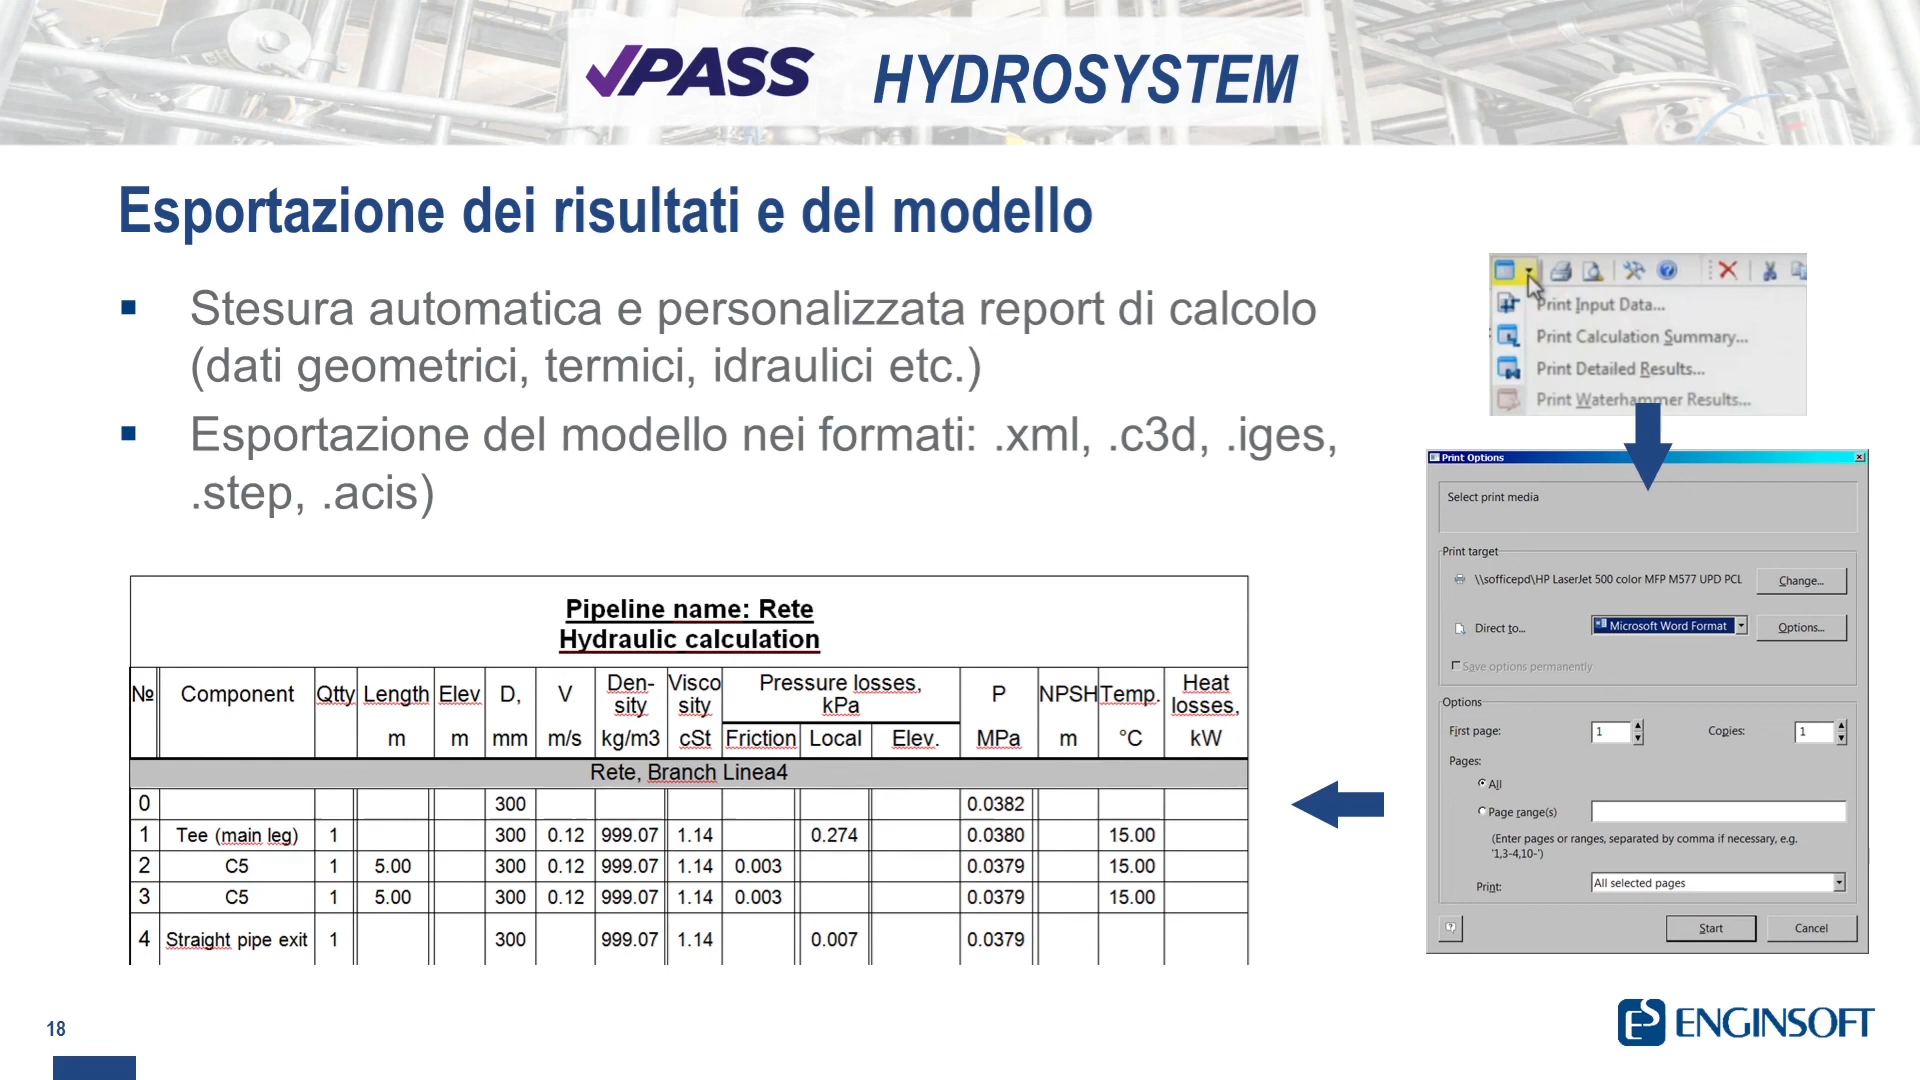 PASS HYDROSYSTEM
Esportazione dei risultati e del modello
Stesura automatica e personalizzata report di calcolo
(dati geometrici, termici, idraulici etc.)
Esportazione del modello nei formati: .xml, .c3d, .iges,
.step, .acis)
Print Input Data...
Print Calculation Summary...
Print Detailed Results...
Print Waterhammer Results...
Print Options
Select print media
Print target
\\sofficepd\HP LaserJet 500 color MFP M577 UPD PCL Change...
Direct to... Microsoft Word Format Options...
Save options permanently
Options
First page: 1 Copies: 1
Pages:
All
Page range(s)
(Enter pages or ranges, separated by comma if necessary, e.g.
'1,3-4,10-')
Print: All selected pages
Start Cancel
Pipeline name: Rete
Hydraulic calculation
№ Component Qtty Length Elev D, V Den- Visco Pressure losses, P NPSH Temp. Heat
sity sity kPa losses,
m m mm m/s kg/m3 cSt Friction Local Elev. MPa m °C kW
Rete, Branch Linea4
0 300 0.0382
1 Tee (main leg) 1 300 0.12 999.07 1.14 0.274 0.0380 15.00
2 C5 1 5.00 300 0.12 999.07 1.14 0.003 0.0379 15.00
3 C5 1 5.00 300 0.12 999.07 1.14 0.003 0.0379 15.00
4 Straight pipe exit 1 300 999.07 1.14 0.007 0.0379
18
ES ENGINSOFT